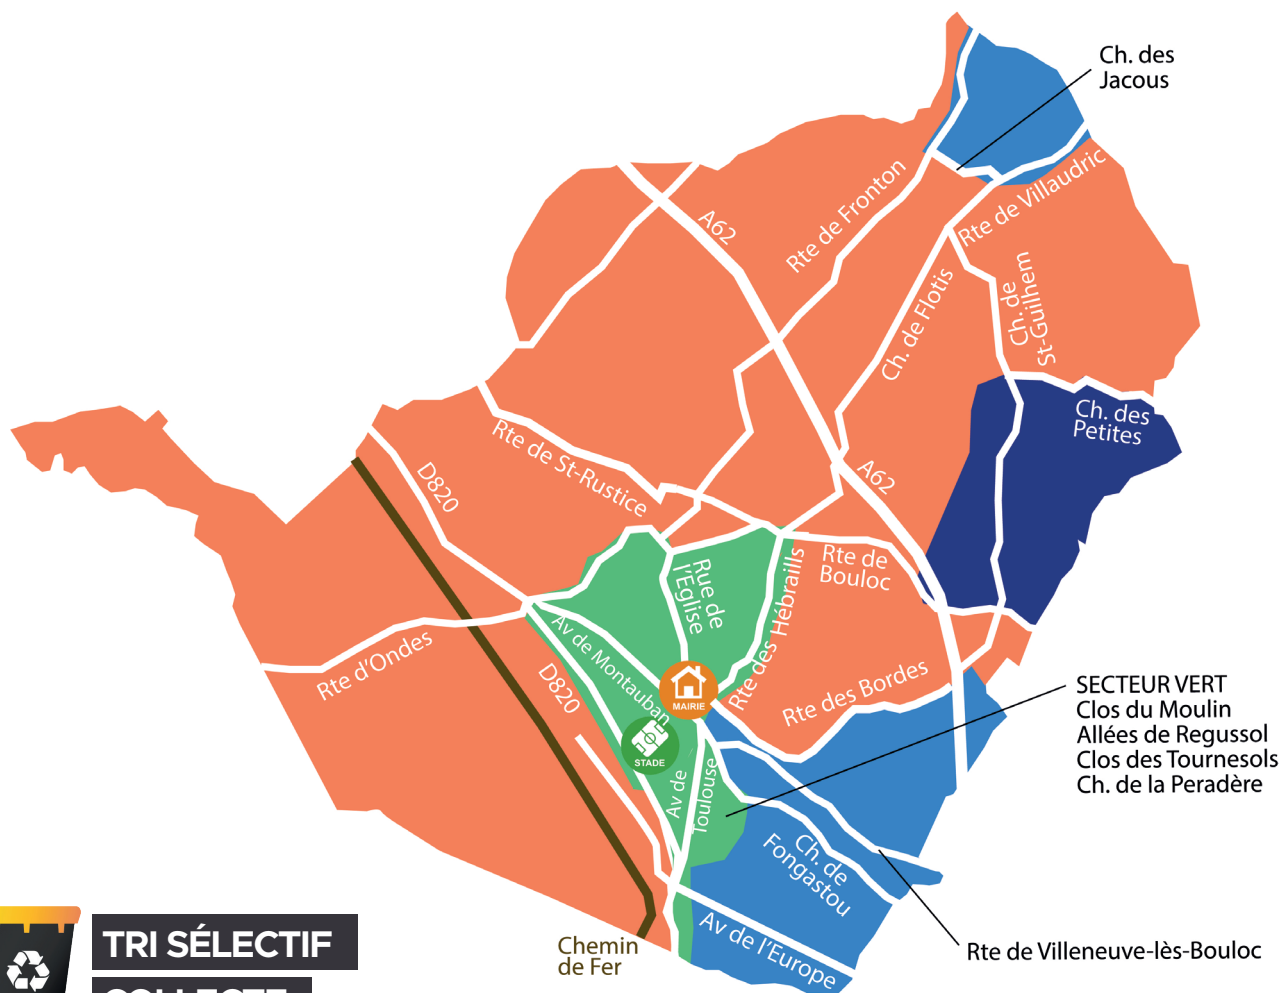 Ch. des
Jacous
Rte de Fronton
Rte de Villaudric
A62
Ch. de Flotis
Ch. de
St-Guilhem
Ch. des
Petites
Rte de St-Rustice
D820
A62
Rte de
Bouloc
Rue de
l'Eglise
Rte des Hébraills
Av de Montauban
Rte d'Ondes
D820
MAIRIE
Rte des Bordes
SECTEUR VERT
Clos du Moulin
Allées de Regussol
Clos des Tournesols
Ch. de la Peradère
STADE
Av de
Toulouse
Ch. de
Fongastou
Av de l'Europe
Rte de Villeneuve-lès-Bouloc
Chemin
de Fer
TRI SÉLECTIF
COLLECTE